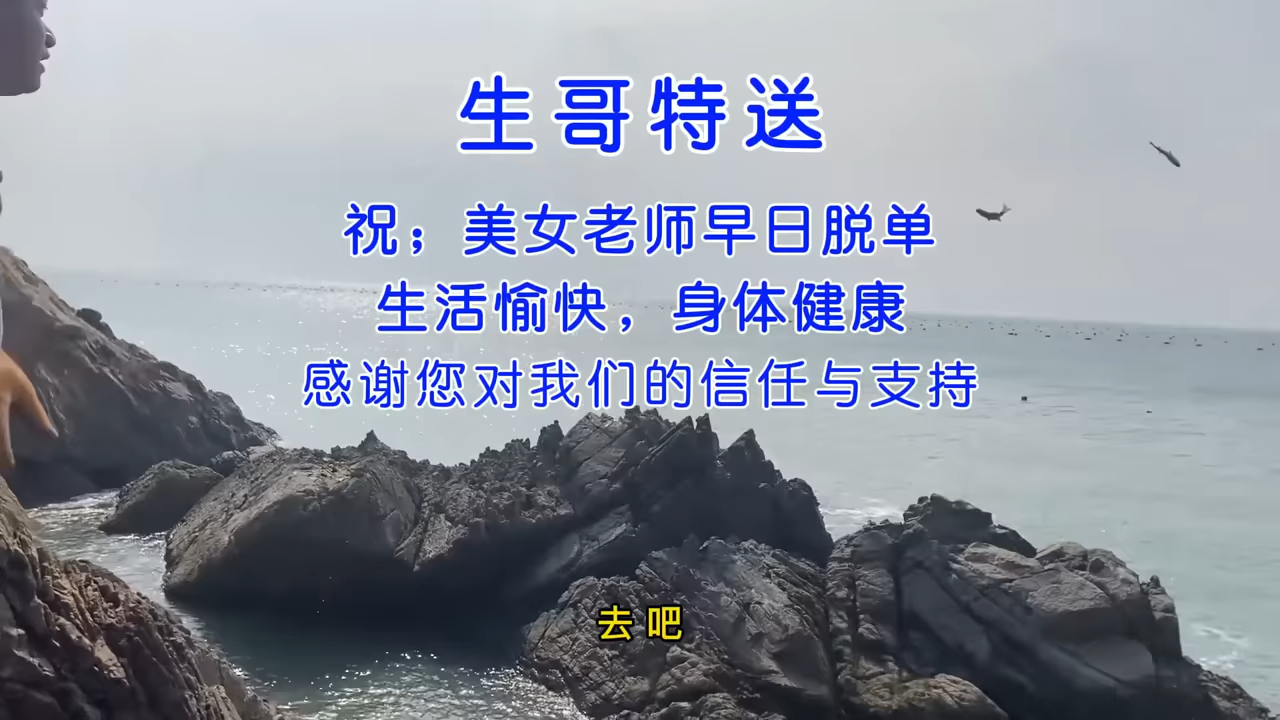 生哥特送
祝；美女老师早日脱单
生活愉快，身体健康
感谢您对我们的信任与支持
去吧